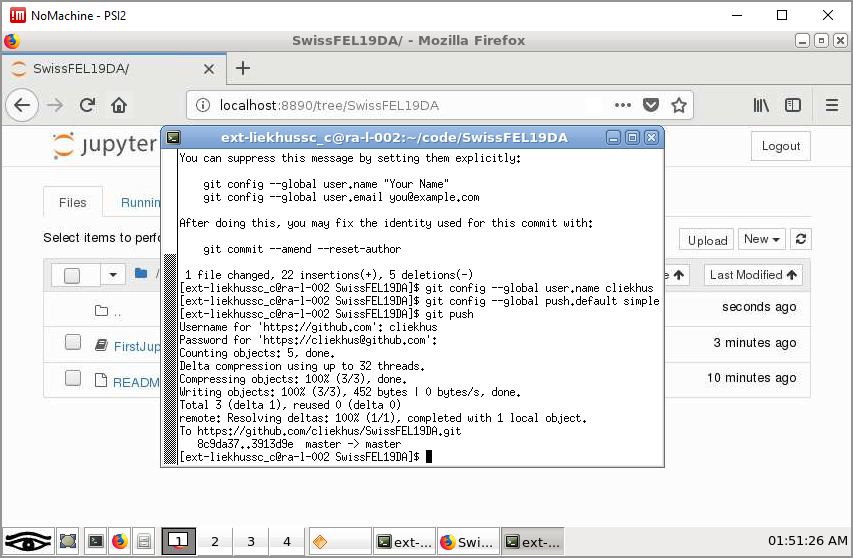 NoMachine - PSI2
SwissFEL19DA/ - Mozilla Firefox
SwissFEL19DA/
localhost:8890/tree/SwissFEL19DA
ext-liekhussc_c@ra-l-002:~/code/SwissFEL19DA
jupyter
Logout
You can suppress this message by setting them explicitly:
git config --global user.name "Your Name"
git config --global user.email you@example.com
After doing this, you may fix the identity used for this commit with:
git commit --amend --reset-author
1 file changed, 22 insertions(+), 5 deletions(-)
[ext-liekhussc_c@ra-l-002 SwissFEL19DA]$ git config --global user.name cliekhus
[ext-liekhussc_c@ra-l-002 SwissFEL19DA]$ git config --global push.default simple
[ext-liekhussc_c@ra-l-002 SwissFEL19DA]$ git push
Username for 'https://github.com': cliekhus
Password for 'https://cliekhus@github.com':
Counting objects: 5, done.
Delta compression using up to 32 threads.
Compressing objects: 100% (3/3), done.
Writing objects: 100% (3/3), 452 bytes | 0 bytes/s, done.
Total 3 (delta 1), reused 0 (delta 0)
remote: Resolving deltas: 100% (1/1), completed with 1 local object.
To https://github.com/cliekhus/SwissFEL19DA.git
8c9da37..3913d9e master -> master
[ext-liekhussc_c@ra-l-002 SwissFEL19DA]$
Files
Runnin
Select items to perfo
Upload
New
/
e
Last Modified
..
seconds ago
FirstJup
3 minutes ago
README
10 minutes ago
1
2
3
4
ext-...
Swi...
ext-...
01:51:26 AM